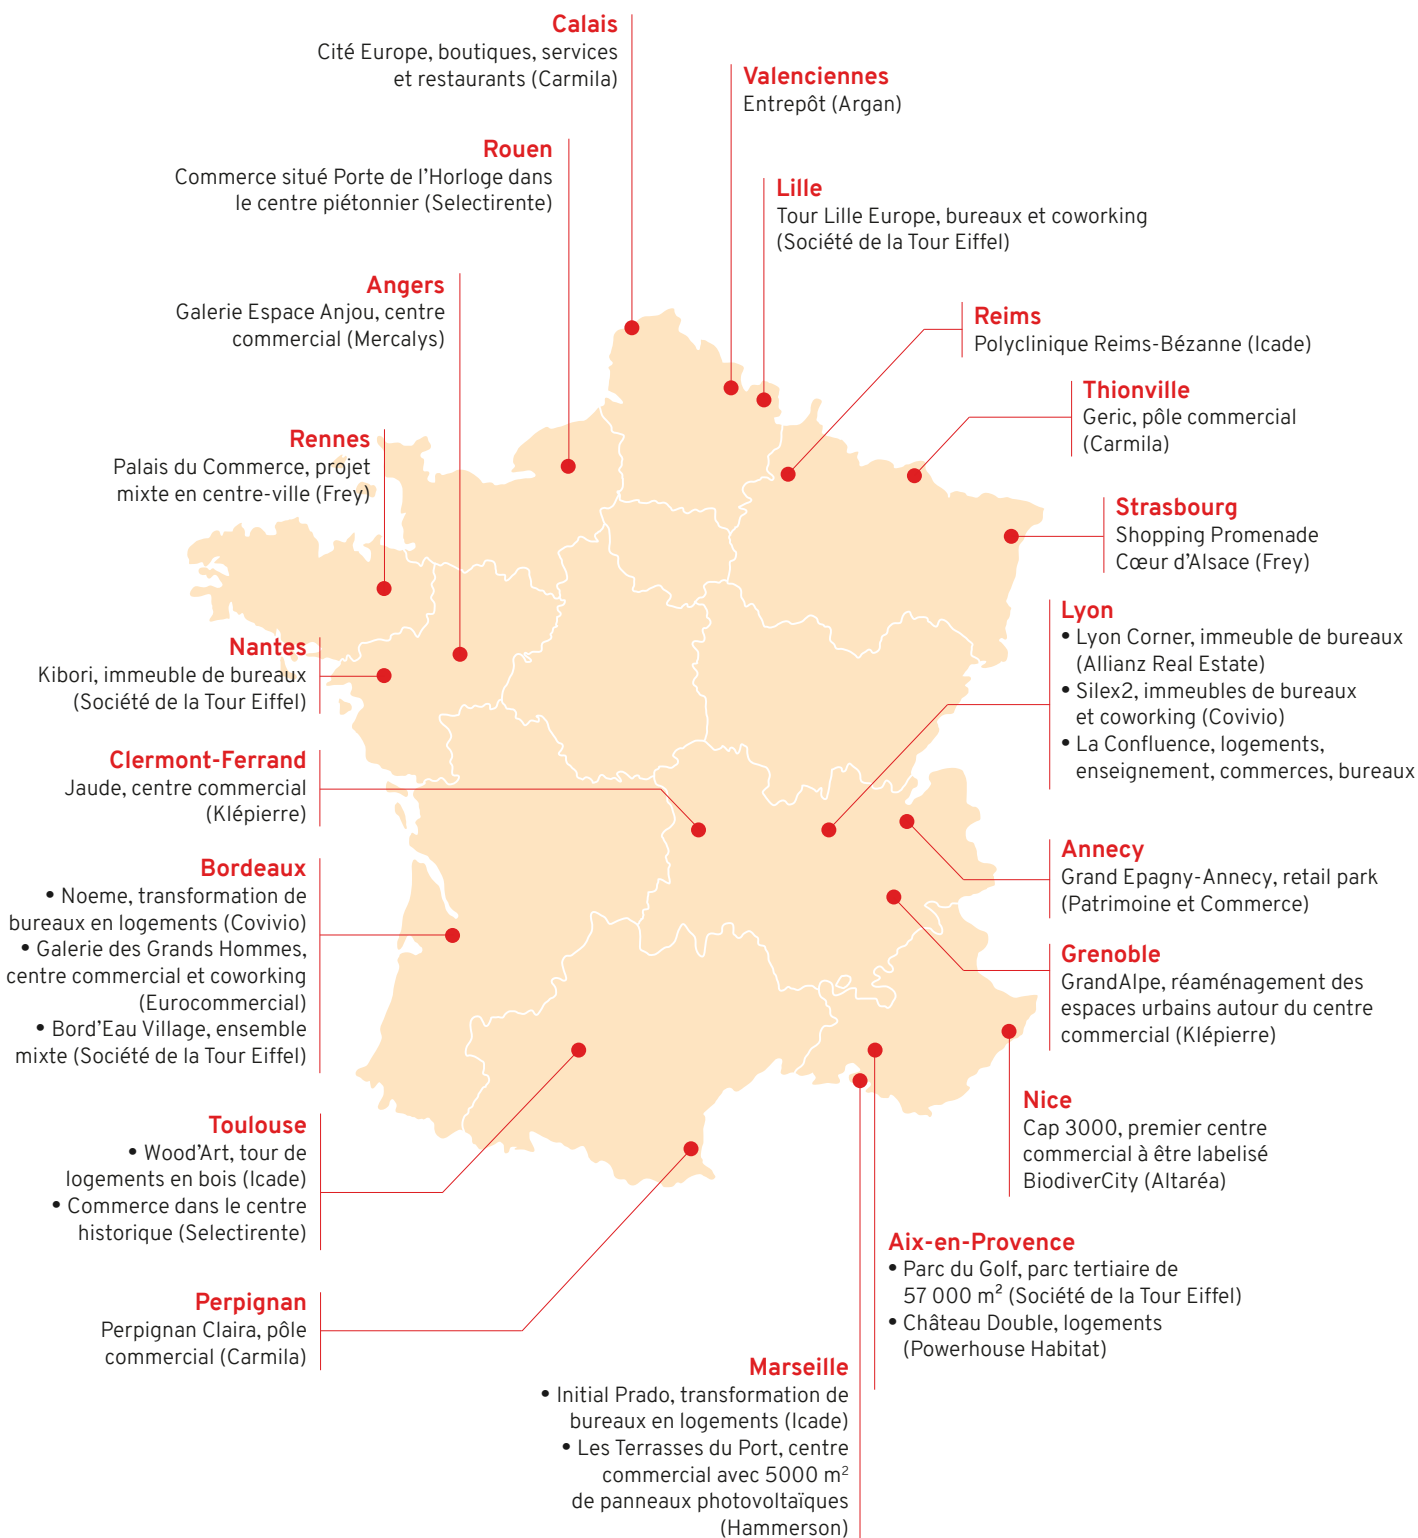 Calais
Cité Europe, boutiques, services
et restaurants (Carmila)
Valenciennes
Entrepôt (Argan)
Rouen
Commerce situé Porte de l'Horloge dans
le centre piétonnier (Selectirente)
Lille
Tour Lille Europe, bureaux et coworking
(Société de la Tour Eiffel)
Angers
Galerie Espace Anjou, centre
commercial (Mercalys)
Reims
Polyclinique Reims-Bézanne (Icade)
Thionville
Geric, pôle commercial
(Carmila)
Rennes
Palais du Commerce, projet
mixte en centre-ville (Frey)
Strasbourg
Shopping Promenade
Cœur d'Alsace (Frey)
Nantes
Kibori, immeuble de bureaux
(Société de la Tour Eiffel)
Lyon
• Lyon Corner, immeuble de bureaux
(Allianz Real Estate)
• Silex2, immeubles de bureaux
et coworking (Covivio)
• La Confluence, logements,
enseignement, commerces, bureaux
Clermont-Ferrand
Jaude, centre commercial
(Klépierre)
Annecy
Grand Epagny-Annecy, retail park
(Patrimoine et Commerce)
Bordeaux
• Noeme, transformation de
bureaux en logements (Covivio)
• Galerie des Grands Hommes,
centre commercial et coworking
(Eurocommercial)
• Bord'Eau Village, ensemble
mixte (Société de la Tour Eiffel)
Grenoble
GrandAlpe, réaménagement des
espaces urbains autour du centre
commercial (Klépierre)
Nice
Cap 3000, premier centre
commercial à être labelisé
BiodiverCity (Altaréa)
Toulouse
• Wood'Art, tour de
logements en bois (Icade)
• Commerce dans le centre
historique (Selectirente)
Aix-en-Provence
• Parc du Golf, parc tertiaire de
57 000 m² (Société de la Tour Eiffel)
• Château Double, logements
(Powerhouse Habitat)
Perpignan
Perpignan Claira, pôle
commercial (Carmila)
Marseille
• Initial Prado, transformation de
bureaux en logements (Icade)
• Les Terrasses du Port, centre
commercial avec 5000 m²
de panneaux photovoltaïques
(Hammerson)